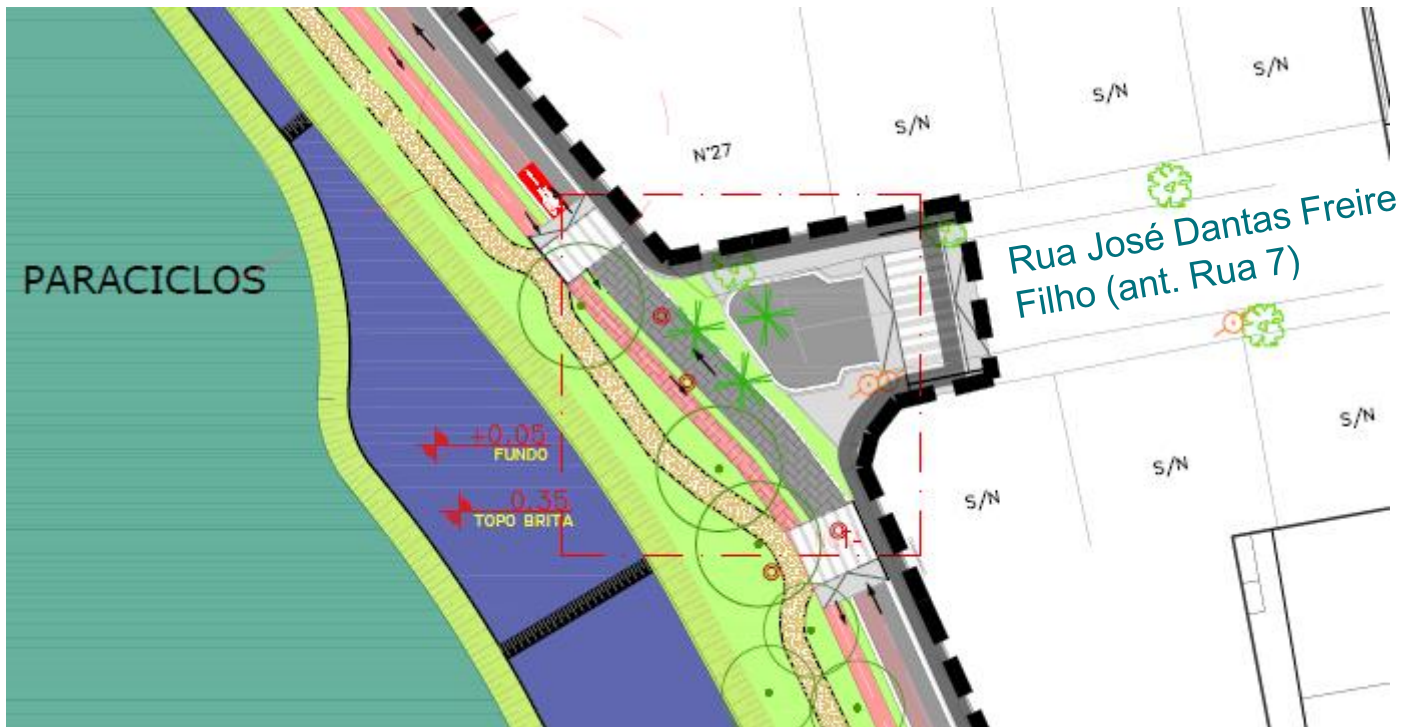 S/N
S/N
S/N
N°27
Rua José Dantas Freire
Filho (ant. Rua 7)
PARACICLOS
+0.05
FUNDO
0.35
TOPO BRITA
S/N
S/N
S/N